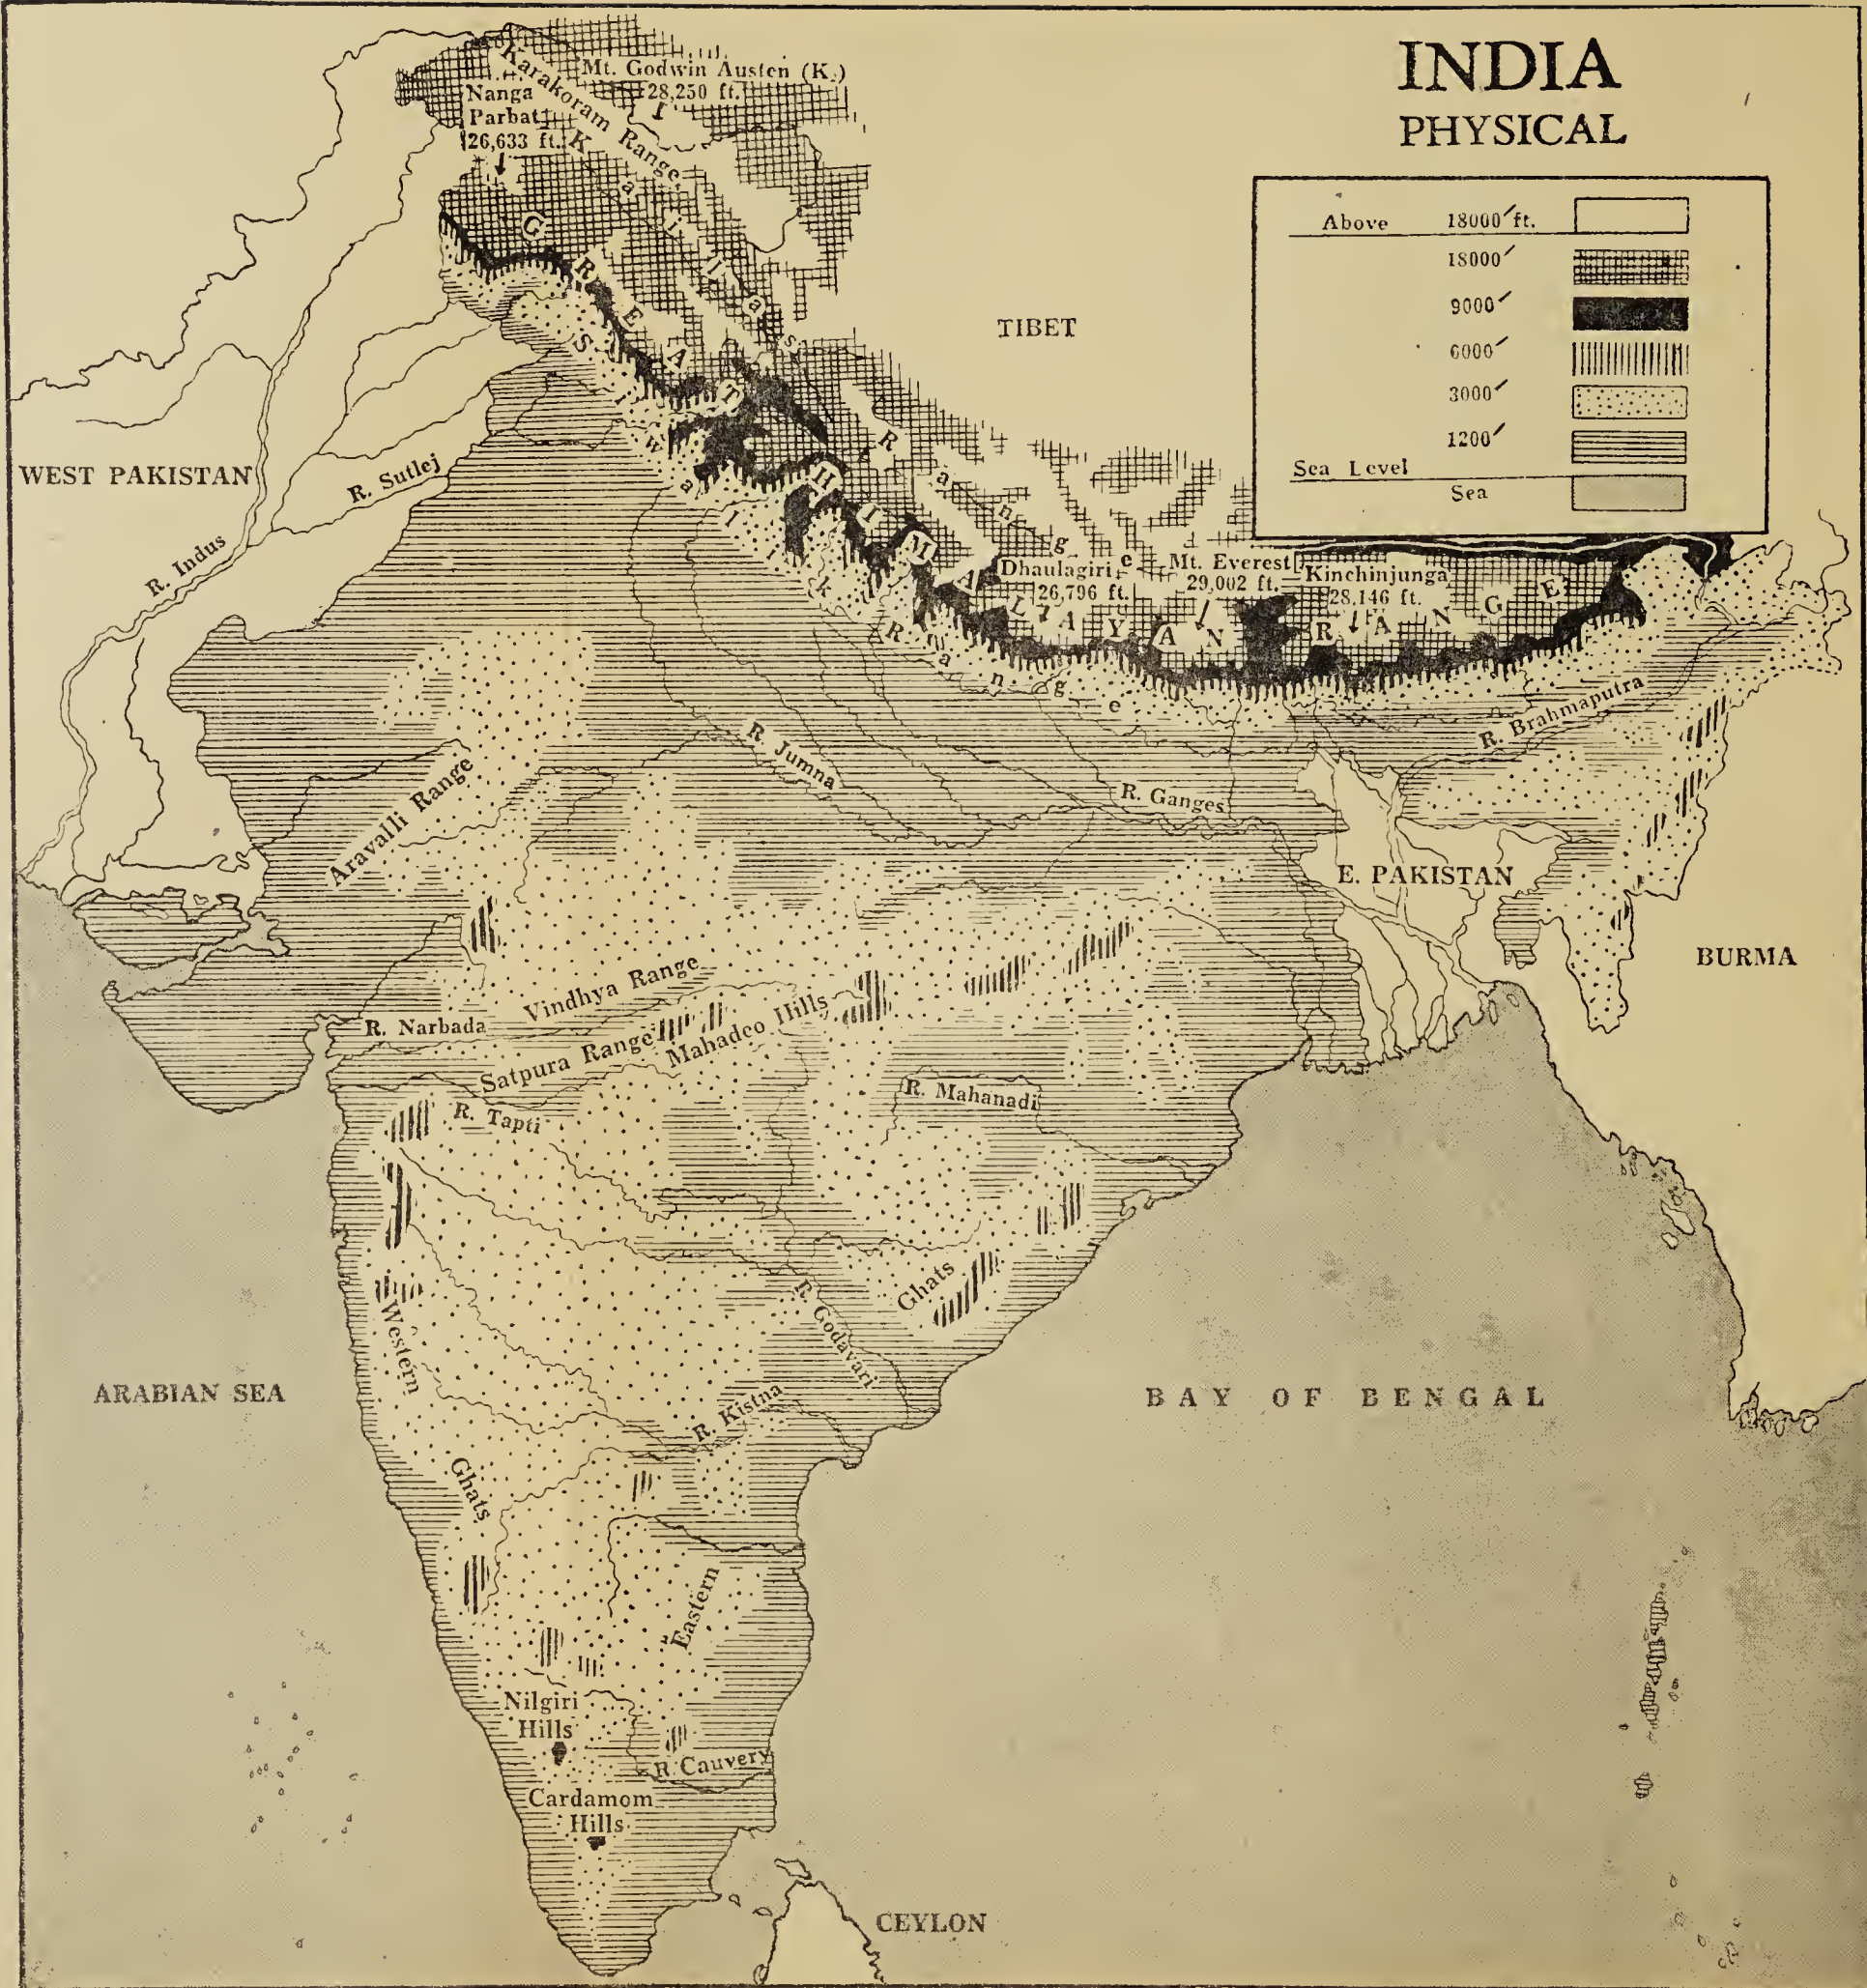 INDIA
PHYSICAL
Above 18000′ ft.
18000′
9000′
6000′
3000′
1200′
Sea Level
Sea
Karakoram Range
Mt. Godwin Austen (K.)
28,250 ft.
Nanga
Parbat
26,633 ft.
Kailas Range
GREAT HIMALAYAN RANGE
Siwalik Range
TIBET
WEST PAKISTAN
R. Sutlej
R. Indus
Dhaulagiri
26,796 ft.
Mt. Everest
29,002 ft.
Kinchinjunga
28,146 ft.
R. Brahmaputra
R. Jumna
R. Ganges
Aravalli Range
E. PAKISTAN
BURMA
Vindhya Range
R. Narbada
Satpura Range
Mahadeo Hills
R. Tapti
R. Mahanadi
Western Ghats
R. Godavari
Eastern Ghats
R. Kistna
ARABIAN SEA
BAY OF BENGAL
Nilgiri
Hills
R. Cauvery
Cardamom
Hills
CEYLON